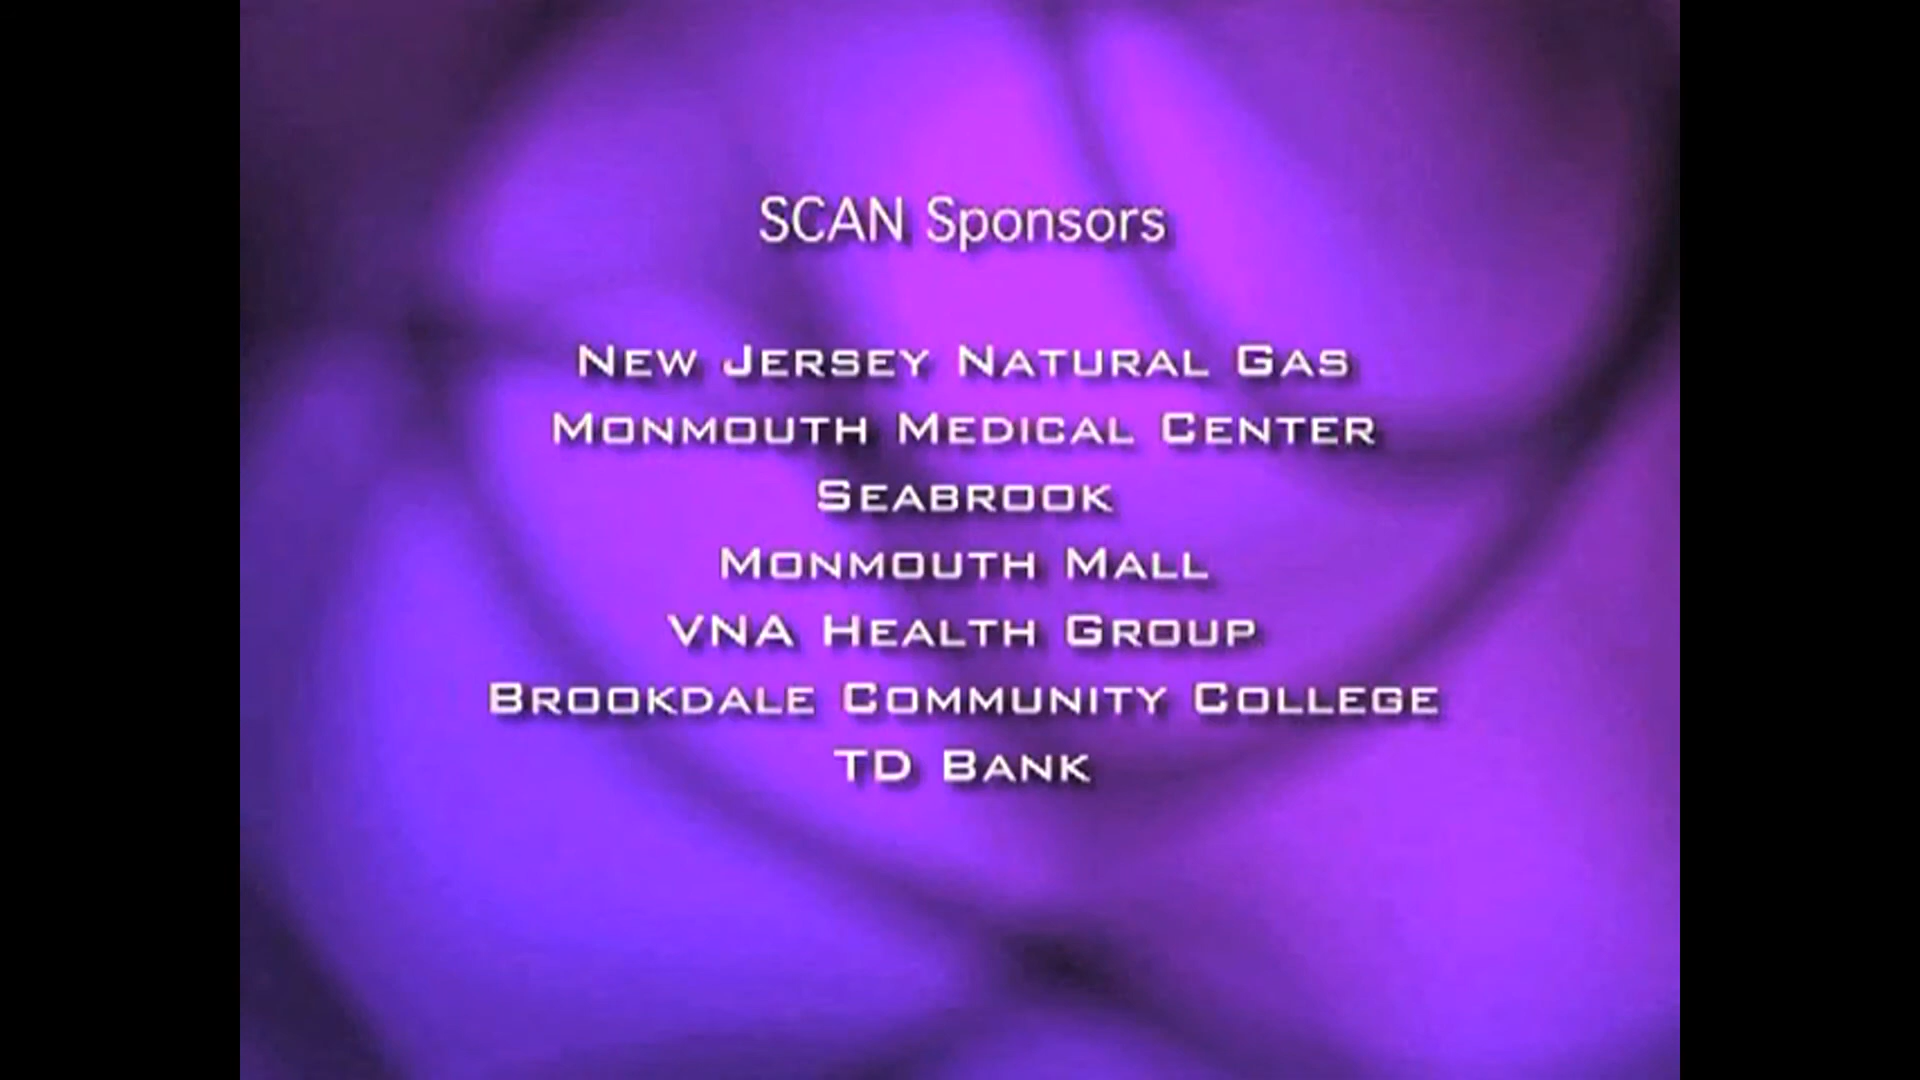 SCAN Sponsors
New Jersey Natural Gas
Monmouth Medical Center
Seabrook
Monmouth Mall
VNA Health Group
Brookdale Community College
TD Bank